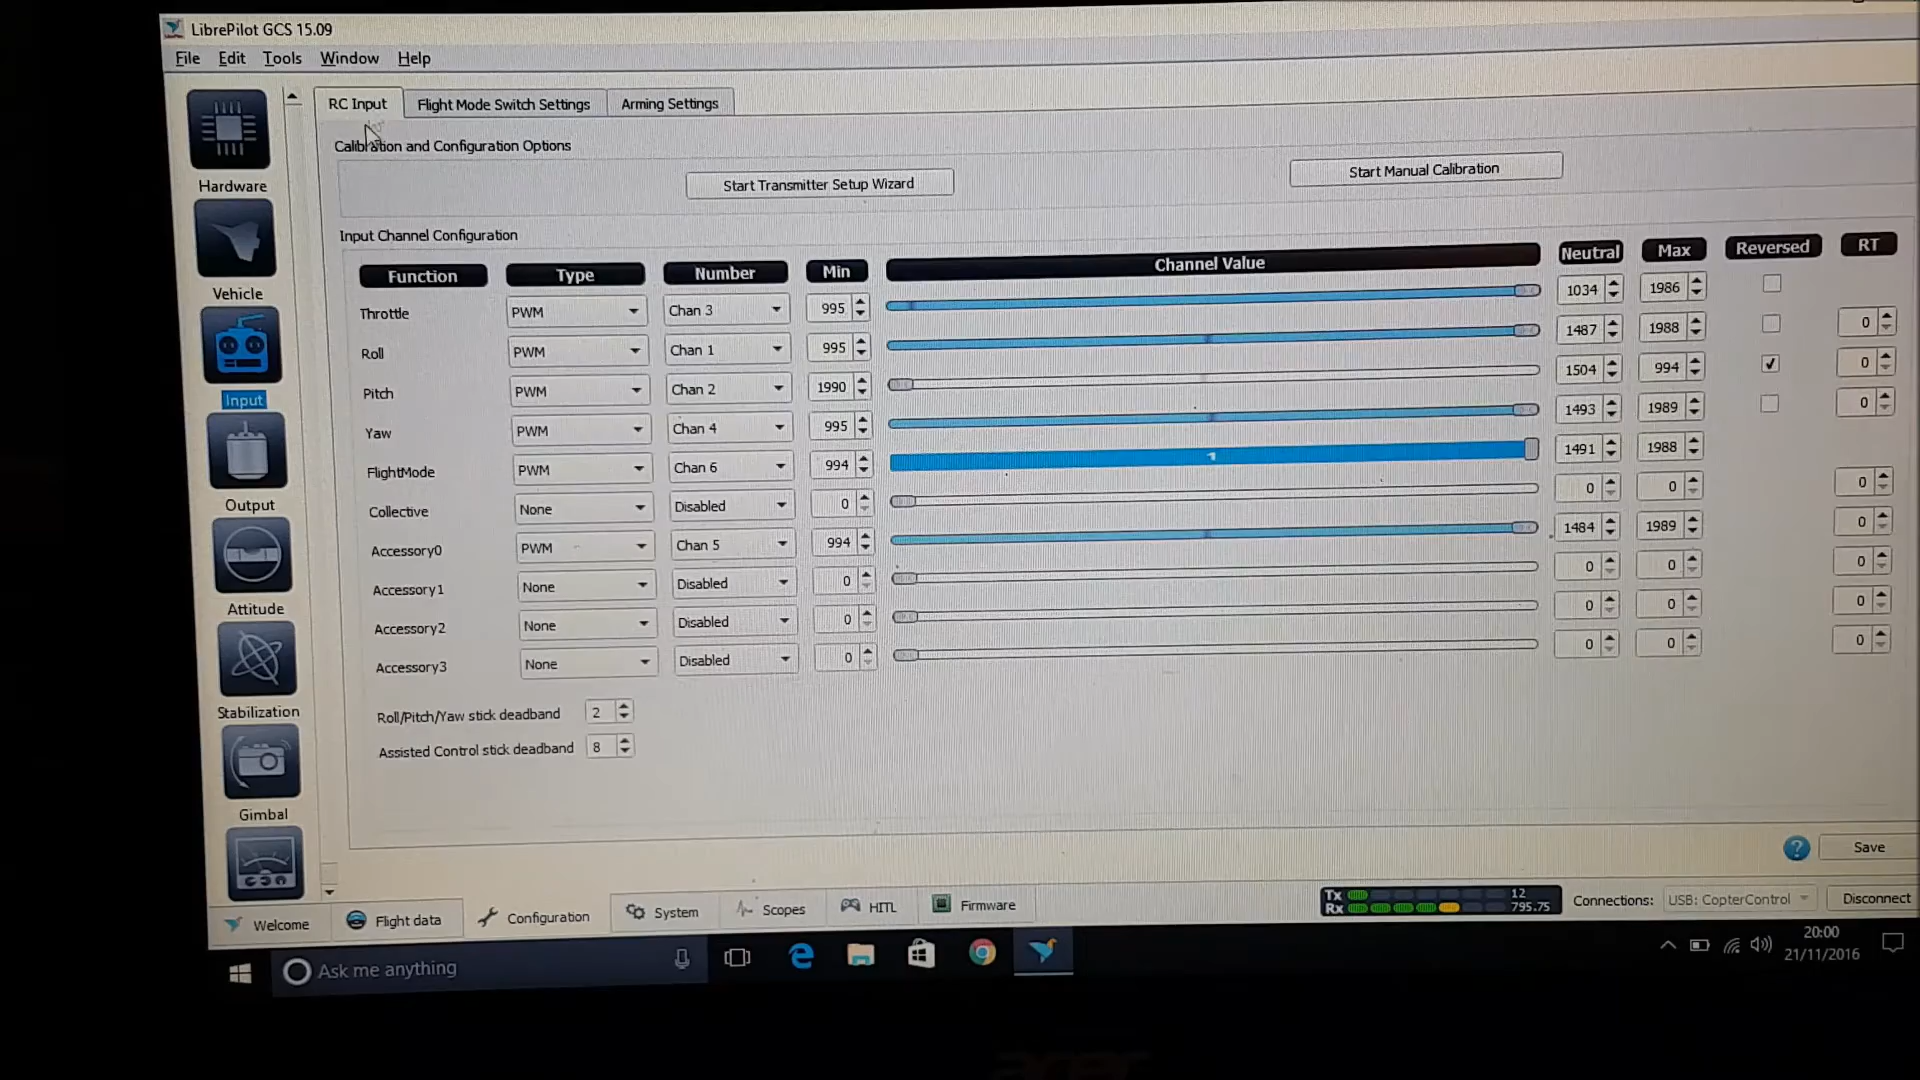 LibrePilot GCS 15.09
File Edit Tools Window Help
RC Input Flight Mode Switch Settings Arming Settings
Calibration and Configuration Options
Start Transmitter Setup Wizard Start Manual Calibration
Input Channel Configuration
Function Type Number Min Channel Value Neutral Max Reversed RT
Throttle PWM Chan 3 995 1034 1986
Roll PWM Chan 1 995 1487 1988 0
Pitch PWM Chan 2 1990 1504 994 0
Yaw PWM Chan 4 995 1493 1989 0
FlightMode PWM Chan 6 994 1491 1988
Collective None Disabled 0 0 0 0
Accessory0 PWM Chan 5 994 1484 1989 0
Accessory1 None Disabled 0 0 0 0
Accessory2 None Disabled 0 0 0 0
Accessory3 None Disabled 0 0 0 0
Roll/Pitch/Yaw stick deadband 2
Assisted Control stick deadband 8
Hardware
Vehicle
Input
Output
Attitude
Stabilization
Gimbal
? Save
Welcome Flight data Configuration System Scopes HITL Firmware
Tx 12
Rx 795.75
Connections: USB: CopterControl Disconnect
Ask me anything
20:00
21/11/2016
acer